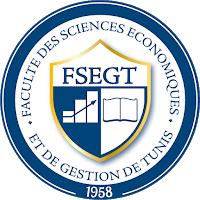 • FACULTE DES SCIENCES ECONOMIQUES •
FSEGT
ET DE GESTION DE TUNIS
1958